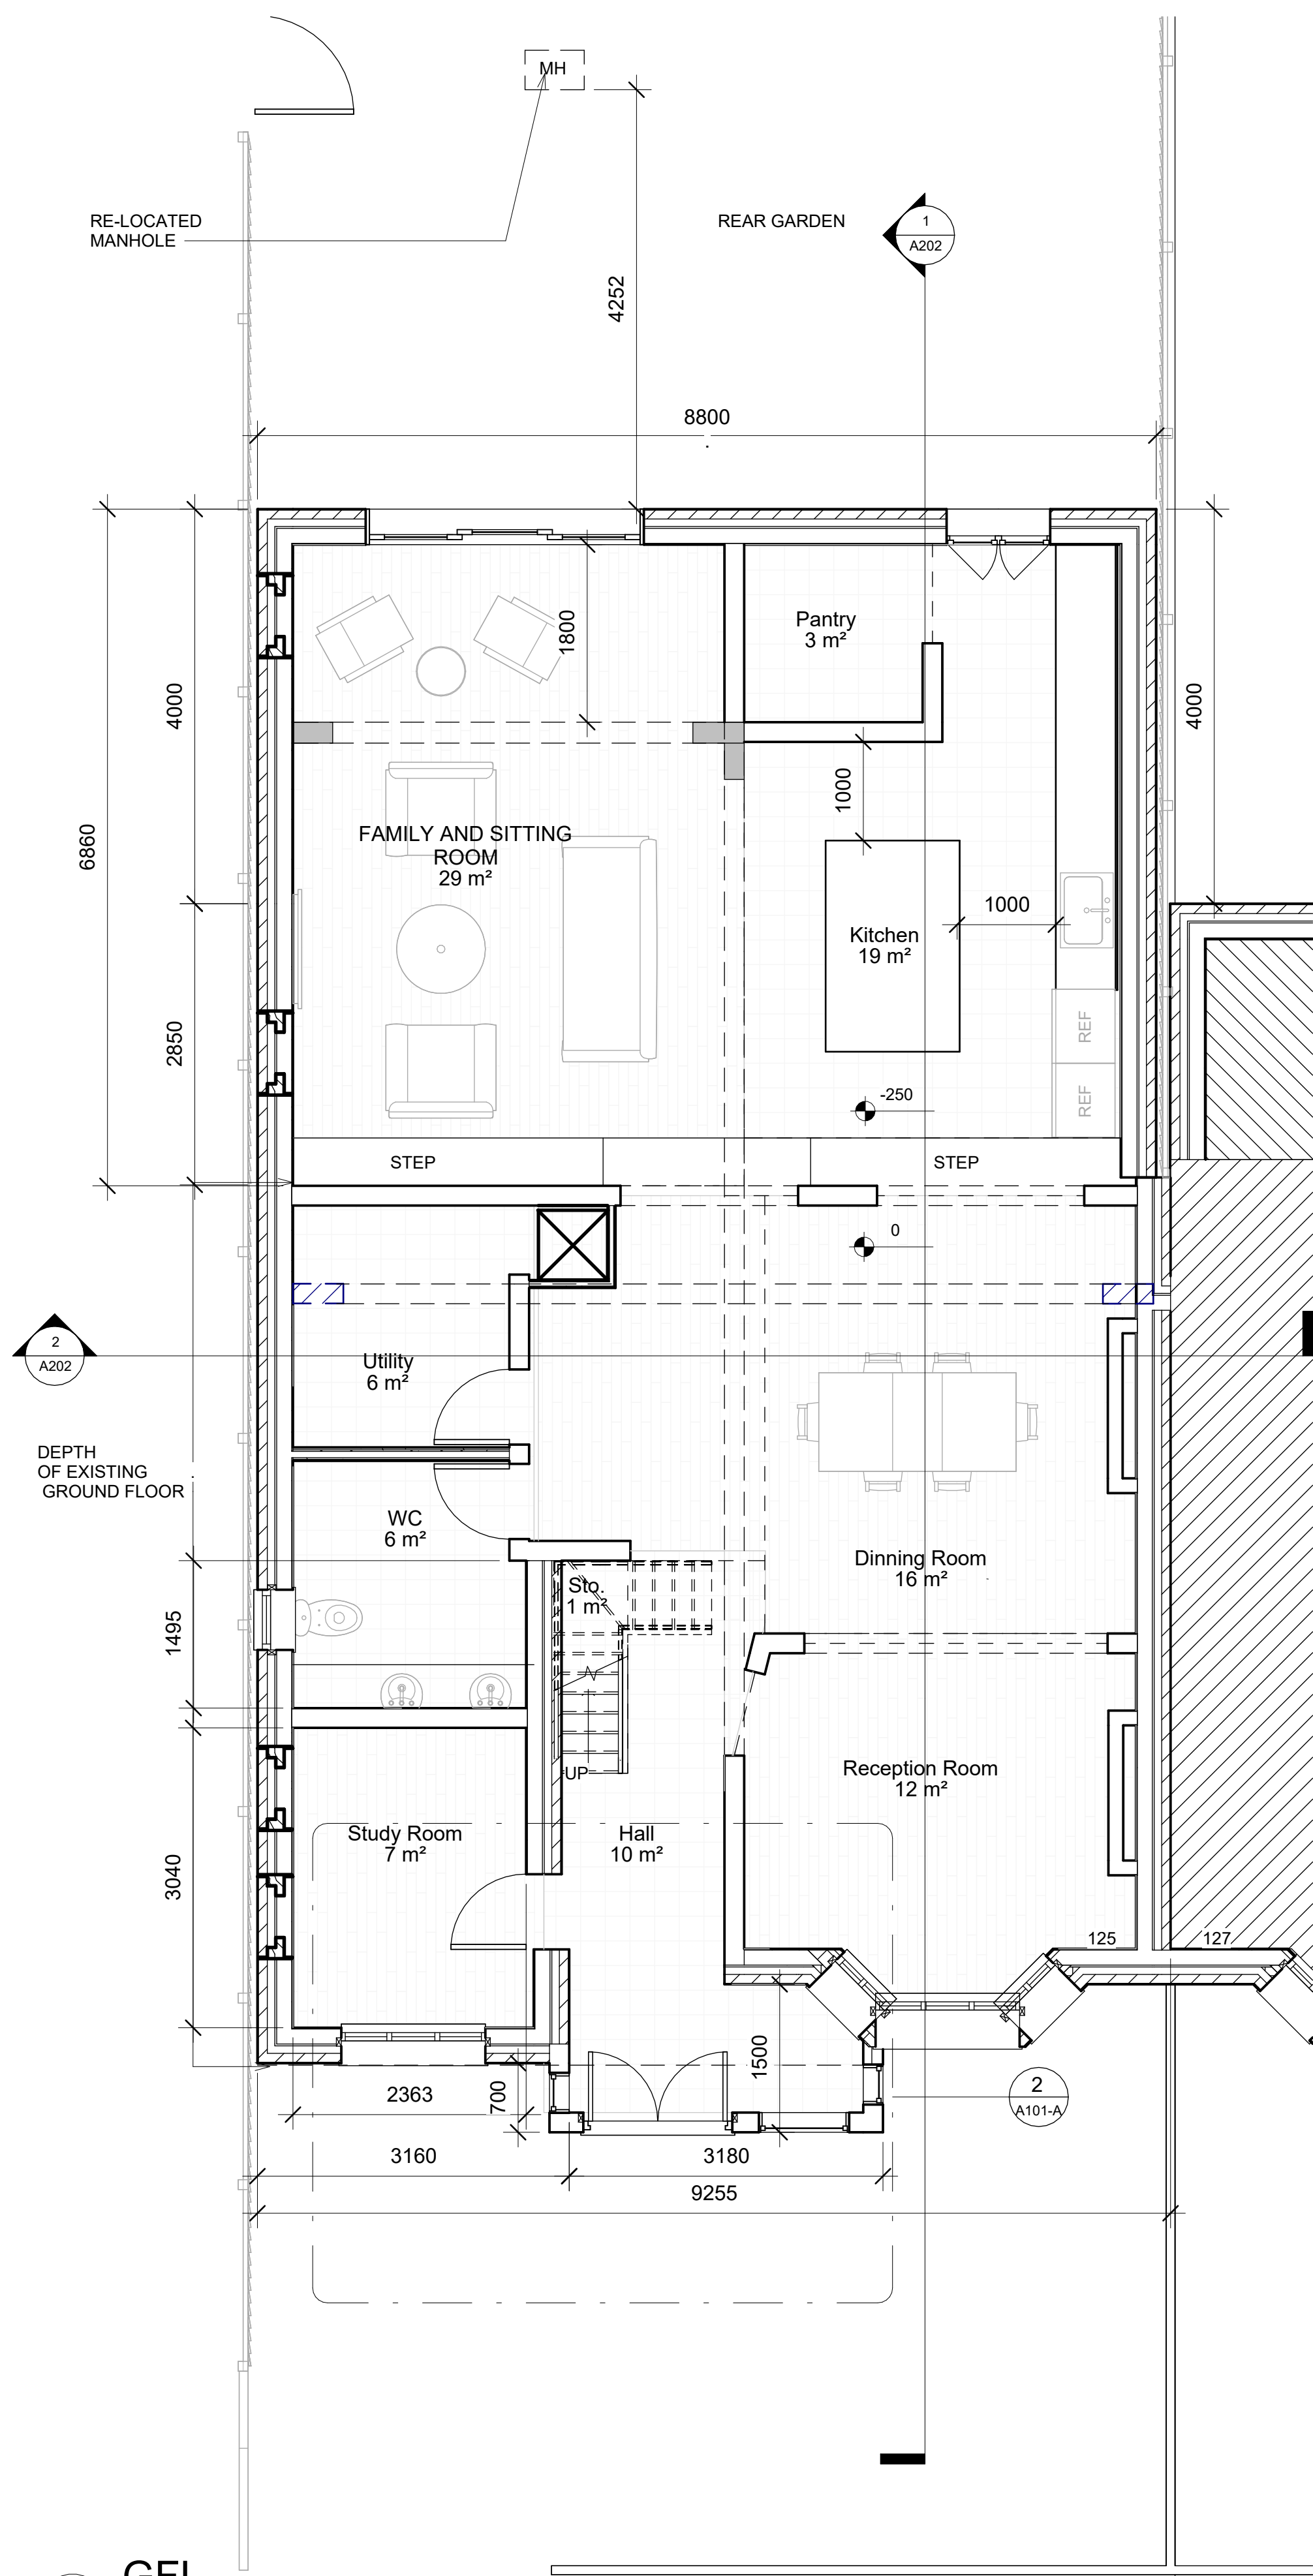 MH
RE-LOCATED
MANHOLE
REAR GARDEN
1
A202
4252
8800
Pantry
3 m²
1800
4000
4000
1000
6860
FAMILY AND SITTING
ROOM
29 m²
1000
Kitchen
19 m²
2850
REF
REF
-250
STEP
STEP
0
2
A202
Utility
6 m²
DEPTH
OF EXISTING
GROUND FLOOR
WC
6 m²
Dinning Room
16 m²
Sto.
1 m²
1495
UP
Reception Room
12 m²
Study Room
7 m²
Hall
10 m²
3040
125
127
1500
2363
700
2
A101-A
3160
3180
9255